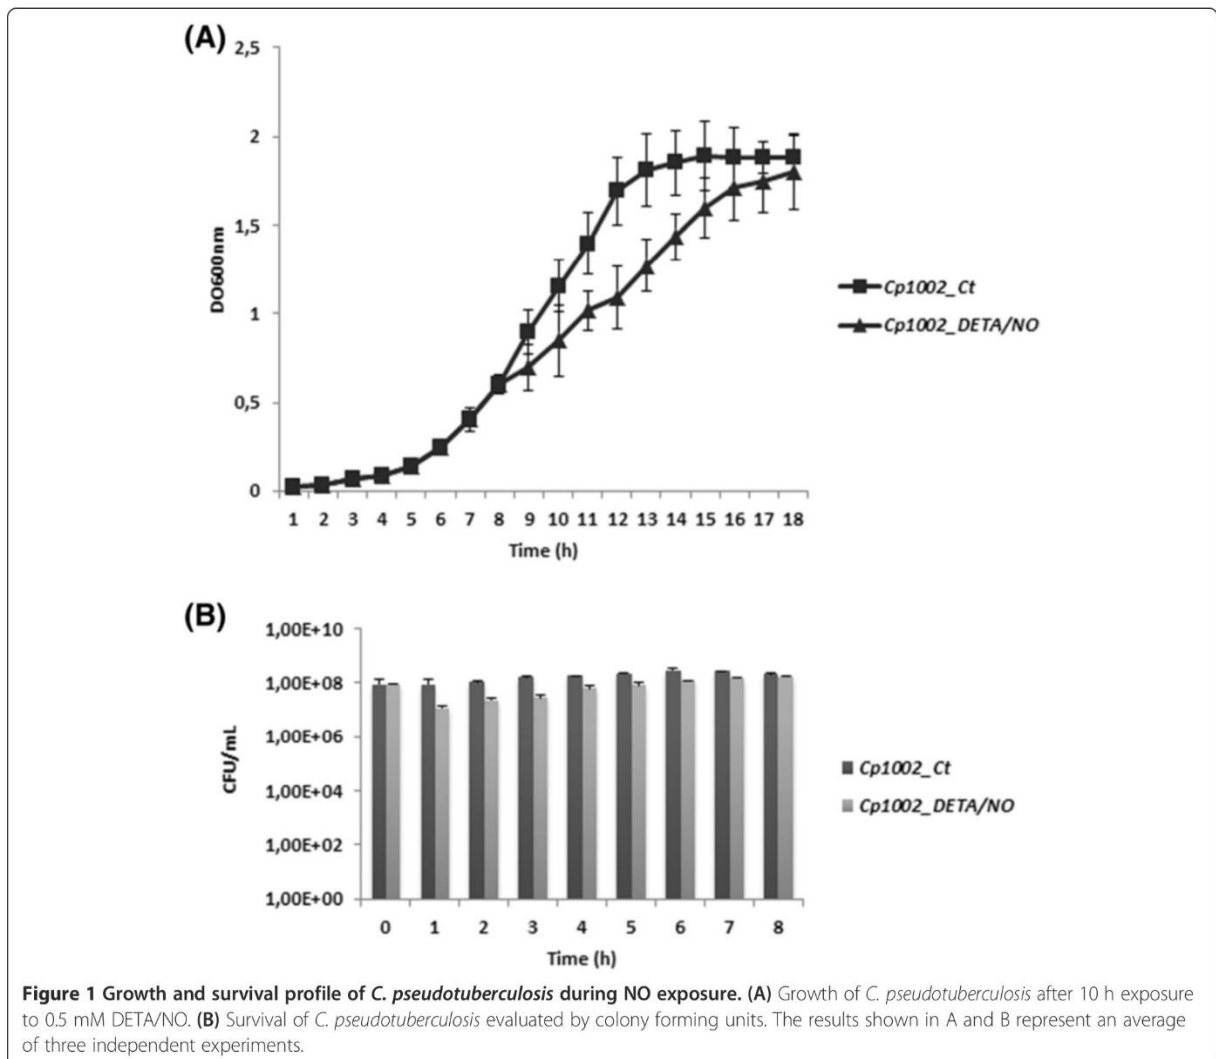 (A)
2,5
2
1,5
1
0,5
0
DO600nm
1 2 3 4 5 6 7 8 9 10 11 12 13 14 15 16 17 18
Time (h)
Cp1002_Ct
Cp1002_DETA/NO
(B)
1,00E+10
1,00E+08
1,00E+06
1,00E+04
1,00E+02
1,00E+00
CFU/mL
0 1 2 3 4 5 6 7 8
Time (h)
Cp1002_Ct
Cp1002_DETA/NO
Figure 1 Growth and survival profile of C. pseudotuberculosis during NO exposure. (A) Growth of C. pseudotuberculosis after 10 h exposure
to 0.5 mM DETA/NO. (B) Survival of C. pseudotuberculosis evaluated by colony forming units. The results shown in A and B represent an average
of three independent experiments.